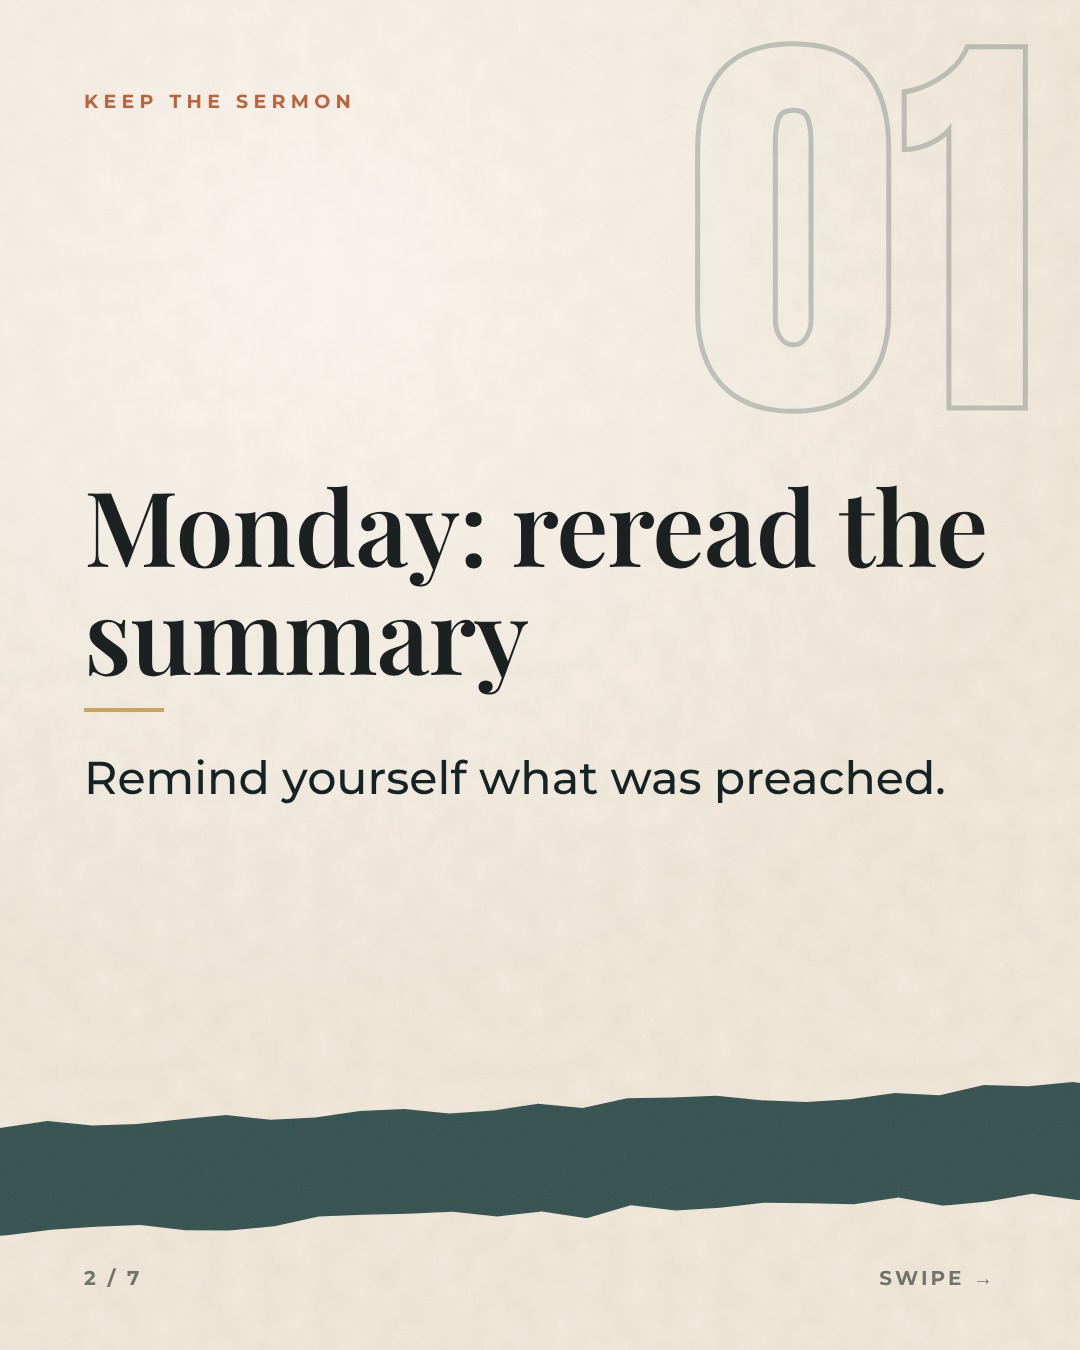 KEEP THE SERMON
01
Monday: reread the
summary
Remind yourself what was preached.
2 / 7
SWIPE →